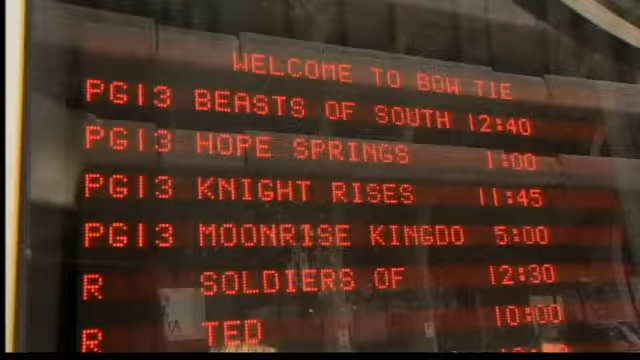 WELCOME TO BOW TIE
PG13 BEASTS OF SOUTH 12:40
PG13 HOPE SPRINGS 1:00
PG13 KNIGHT RISES 11:45
PG13 MOONRISE KINGDO 5:00
R SOLDIERS OF 12:30
R TED 10:00